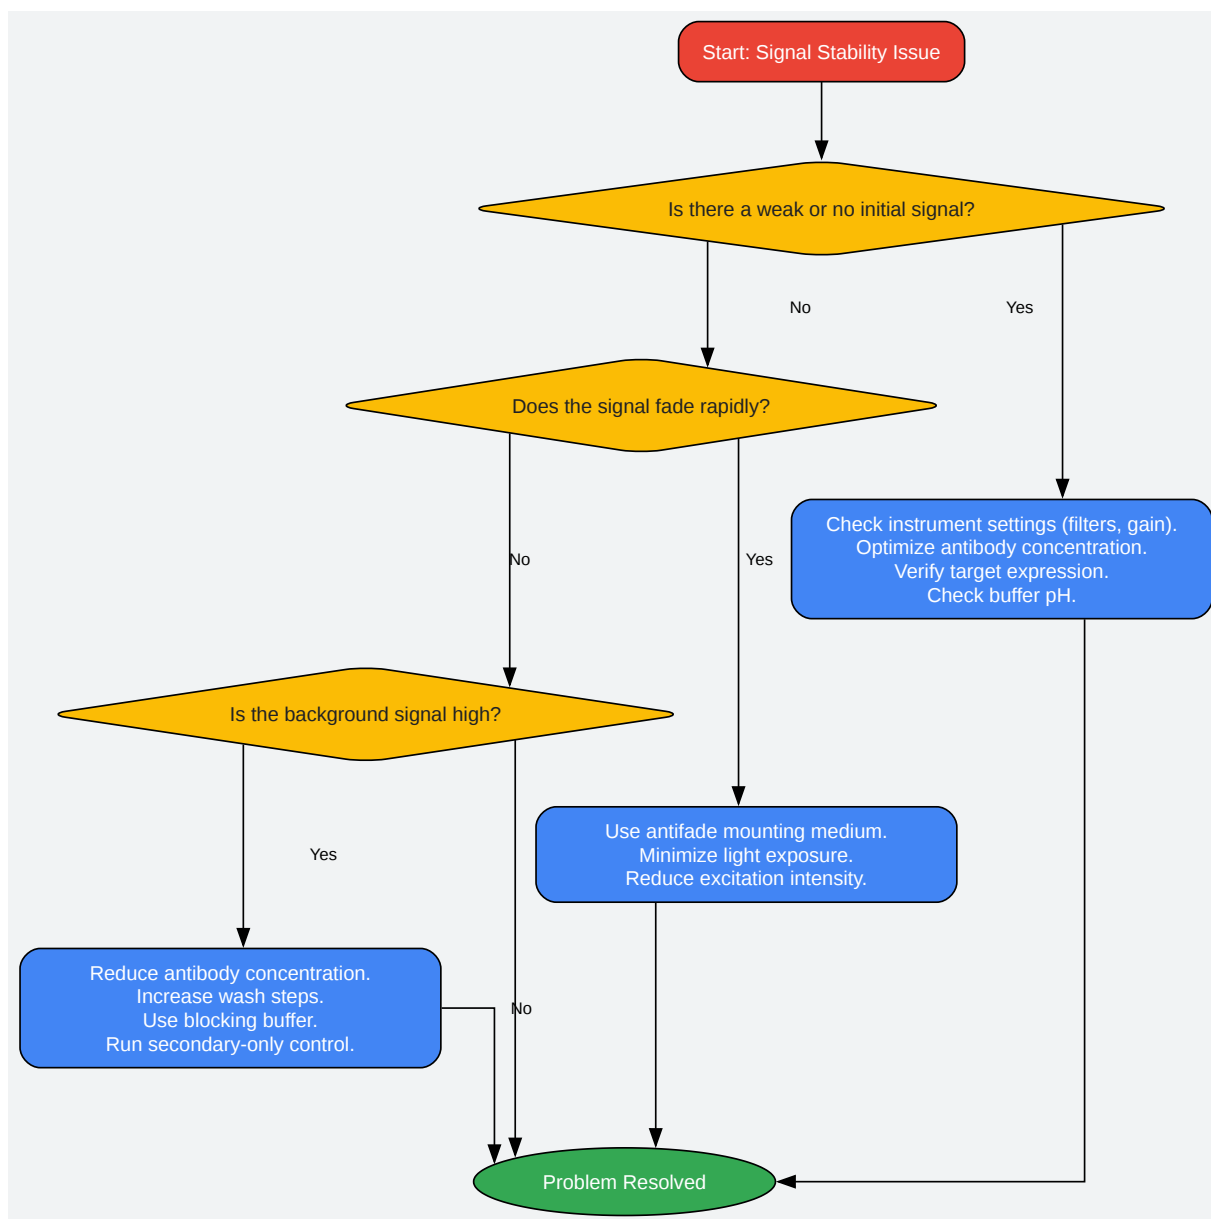 Start: Signal Stability Issue
Is there a weak or no initial signal?
No
Yes
Does the signal fade rapidly?
No
Yes
Check instrument settings (filters, gain).
Optimize antibody concentration.
Verify target expression.
Check buffer pH.
Is the background signal high?
Yes
No
Use antifade mounting medium.
Minimize light exposure.
Reduce excitation intensity.
Reduce antibody concentration.
Increase wash steps.
Use blocking buffer.
Run secondary-only control.
Problem Resolved